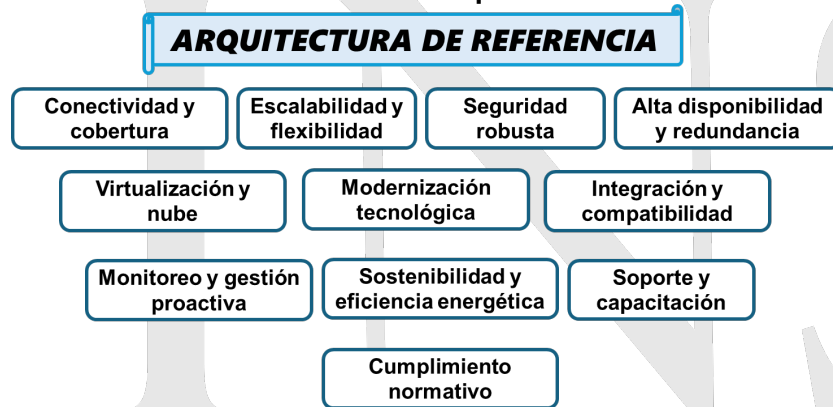 ARQUITECTURA DE REFERENCIA
Conectividad y
cobertura
Escalabilidad y
flexibilidad
Seguridad
robusta
Alta disponibilidad
y redundancia
Virtualización y
nube
Modernización
tecnológica
Integración y
compatibilidad
Monitoreo y gestión
proactiva
Sostenibilidad y
eficiencia energética
Soporte y
capacitación
Cumplimiento
normativo